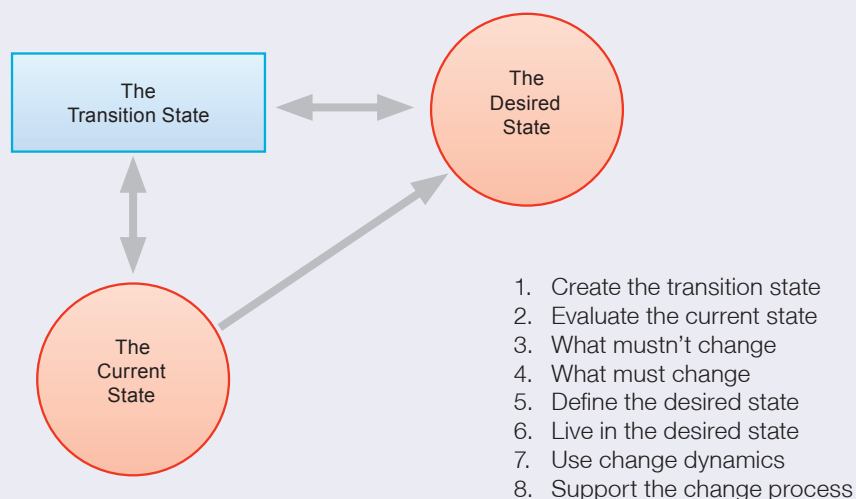 The
Transition State
The
Desired
State
The
Current
State
1. Create the transition state
2. Evaluate the current state
3. What mustn't change
4. What must change
5. Define the desired state
6. Live in the desired state
7. Use change dynamics
8. Support the change process